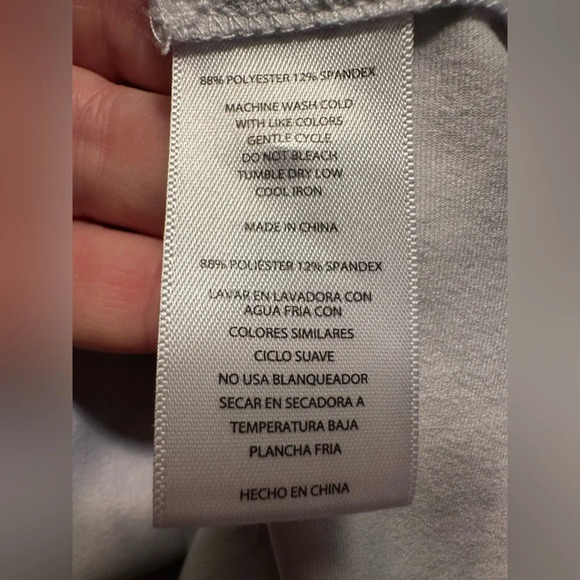 88% POLYESTER 12% SPANDEX
MACHINE WASH COLD
WITH LIKE COLORS
GENTLE CYCLE
DO NOT BLEACH
TUMBLE DRY LOW
COOL IRON
MADE IN CHINA
88% POLIÉSTER 12% SPANDEX
LAVAR EN LAVADORA CON
AGUA FRIA CON
COLORES SIMILARES
CICLO SUAVE
NO USA BLANQUEADOR
SECAR EN SECADORA A
TEMPERATURA BAJA
PLANCHA FRIA
HECHO EN CHINA